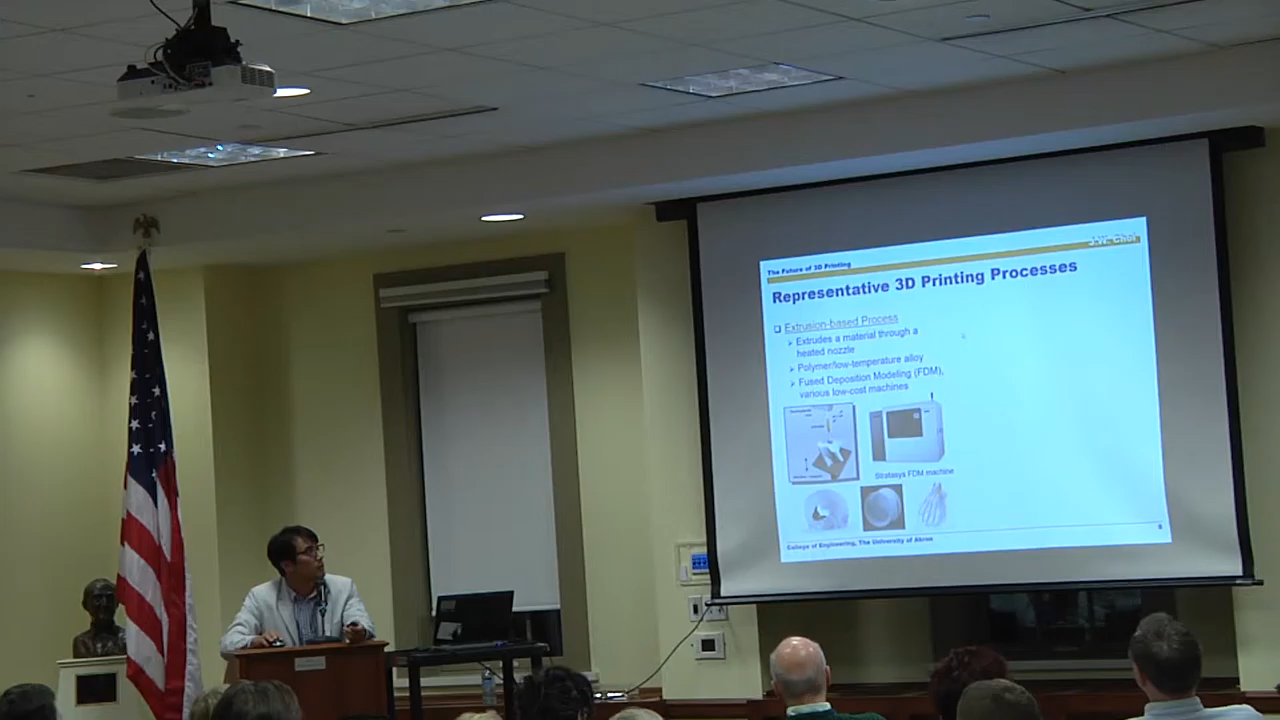 The Future of 3D Printing
J.W. Choi
Representative 3D Printing Processes
Extrusion-based Process
Extrudes a material through a
heated nozzle
Polymer/low-temperature alloy
Fused Deposition Modeling (FDM),
various low-cost machines
Stratasys FDM machine
College of Engineering, The University of Akron